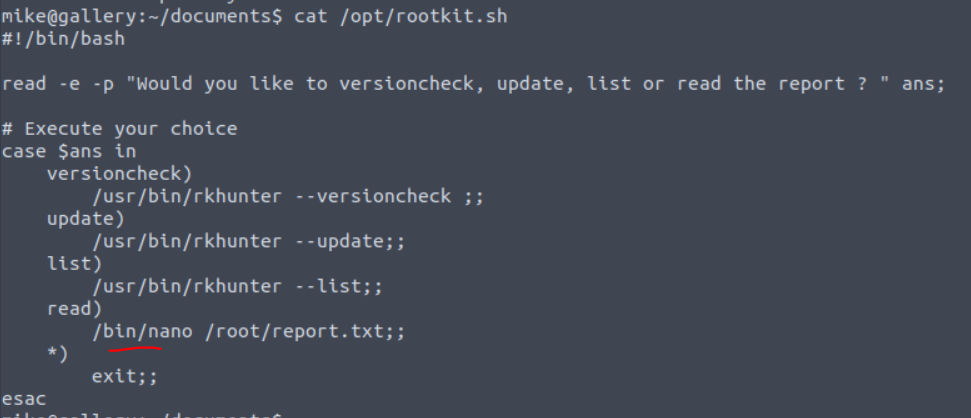 mike@gallery:~/documents$ cat /opt/rootkit.sh
#!/bin/bash
read -e -p "Would you like to versioncheck, update, list or read the report ? " ans;
# Execute your choice
case $ans in
versioncheck)
/usr/bin/rkhunter --versioncheck ;;
update)
/usr/bin/rkhunter --update;;
list)
/usr/bin/rkhunter --list;;
read)
/bin/nano /root/report.txt;;
*)
exit;;
esac